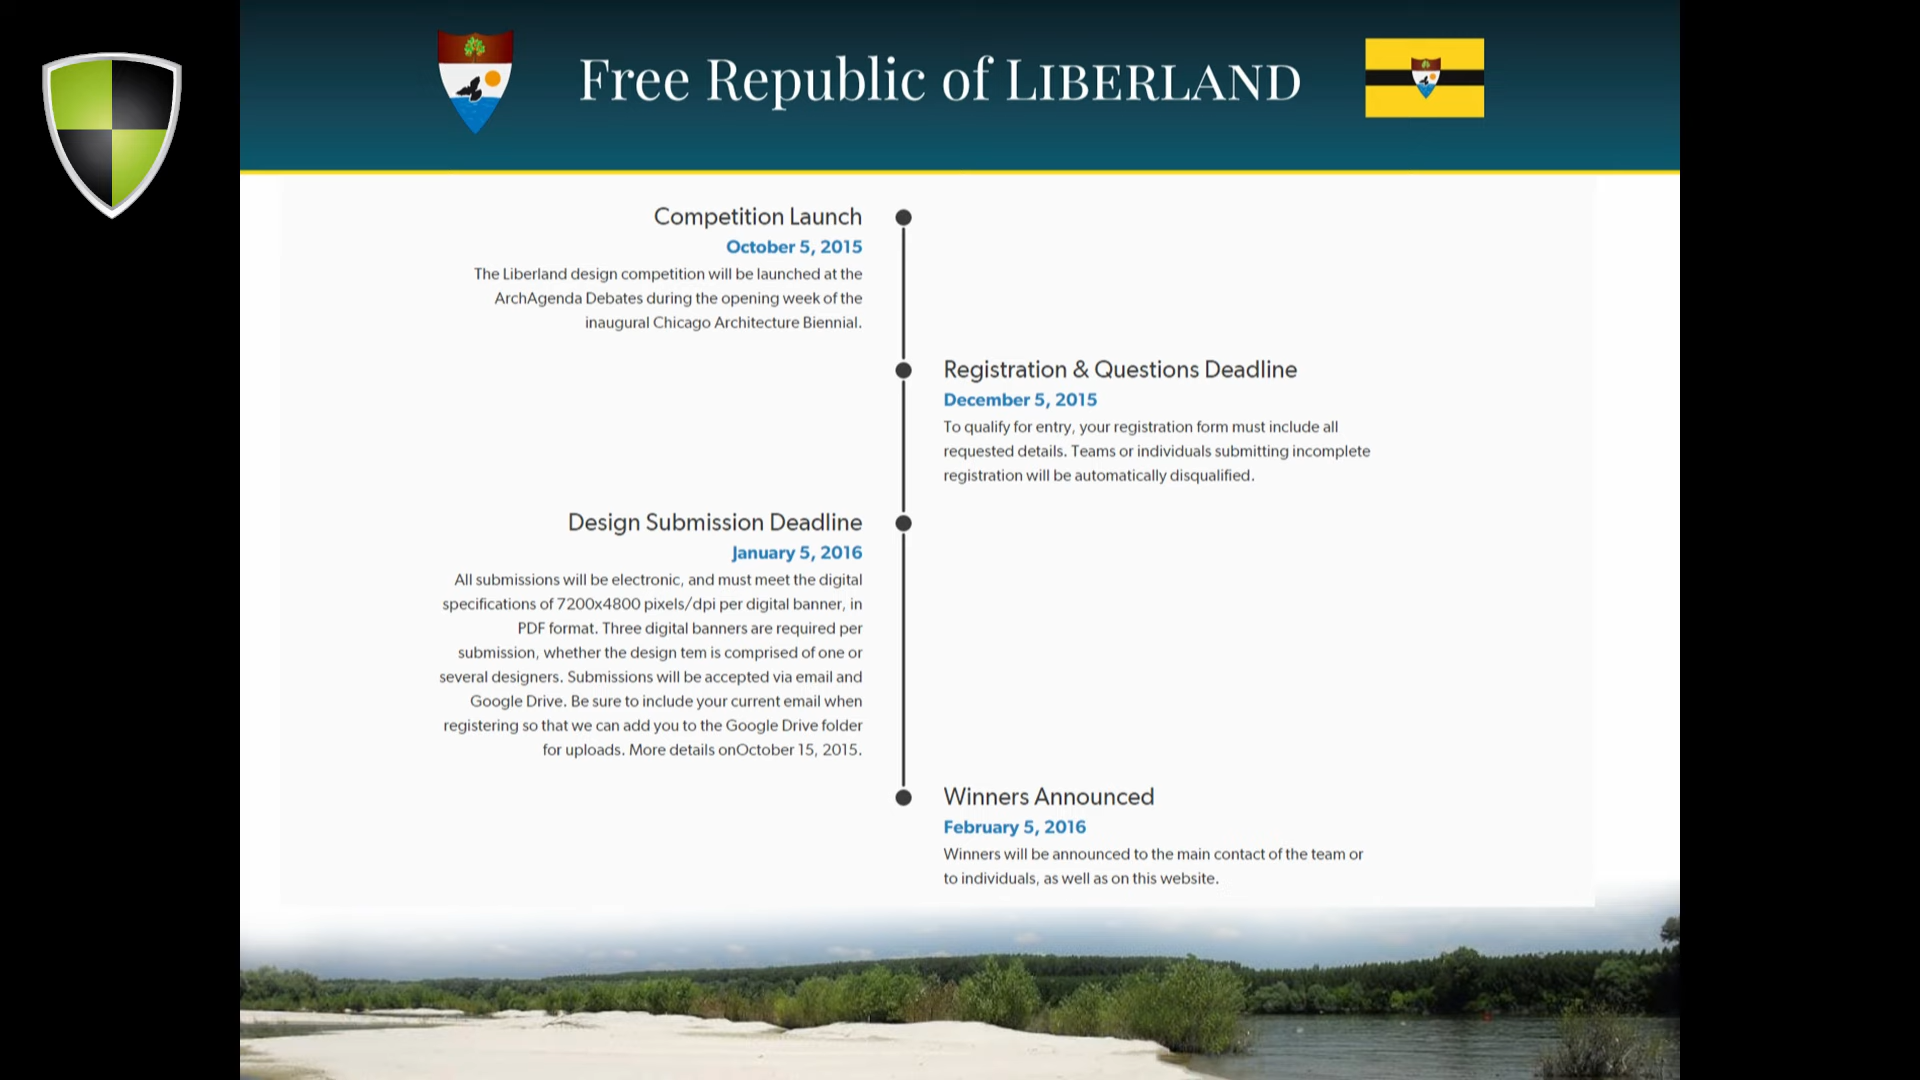 Free Republic of LIBERLAND
Competition Launch
October 5, 2015
The Liberland design competition will be launched at the
ArchAgenda Debates during the opening week of the
inaugural Chicago Architecture Biennial.
Registration & Questions Deadline
December 5, 2015
To qualify for entry, your registration form must include all
requested details. Teams or individuals submitting incomplete
registration will be automatically disqualified.
Design Submission Deadline
January 5, 2016
All submissions will be electronic, and must meet the digital
specifications of 7200x4800 pixels/dpi per digital banner, in
PDF format. Three digital banners are required per
submission, whether the design tem is comprised of one or
several designers. Submissions will be accepted via email and
Google Drive. Be sure to include your current email when
registering so that we can add you to the Google Drive folder
for uploads. More details onOctober 15, 2015.
Winners Announced
February 5, 2016
Winners will be announced to the main contact of the team or
to individuals, as well as on this website.